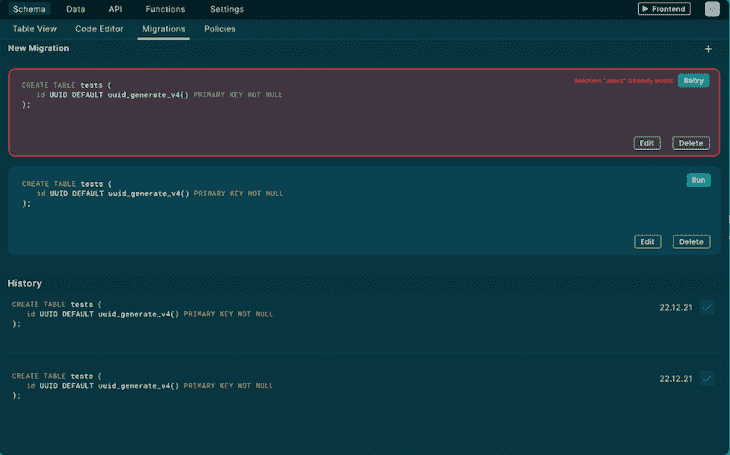 Schema Data API Functions Settings Frontend
Table View Code Editor Migrations Policies
New Migration +
CREATE TABLE tests (
id UUID DEFAULT uuid_generate_v4() PRIMARY KEY NOT NULL
);
Relation "users" already exists Retry
Edit Delete
CREATE TABLE tests (
id UUID DEFAULT uuid_generate_v4() PRIMARY KEY NOT NULL
);
Run
Edit Delete
History
CREATE TABLE tests (
id UUID DEFAULT uuid_generate_v4() PRIMARY KEY NOT NULL
);
22.12.21
CREATE TABLE tests (
id UUID DEFAULT uuid_generate_v4() PRIMARY KEY NOT NULL
);
22.12.21